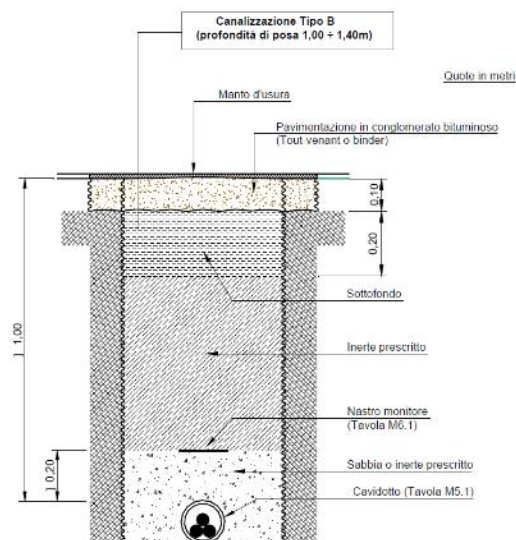 Canalizzazione Tipo B
(profondità di posa 1,00 ÷ 1,40m)
Quote in metri
Manto d'usura
Pavimentazione in conglomerato bituminoso
(Tout venant o binder)
0,10
0,20
] 1,00
Sottofondo
Inerte prescritto
Nastro monitore
(Tavola M6.1)
] 0,20
Sabbia o inerte prescritto
Cavidotto (Tavola M5.1)